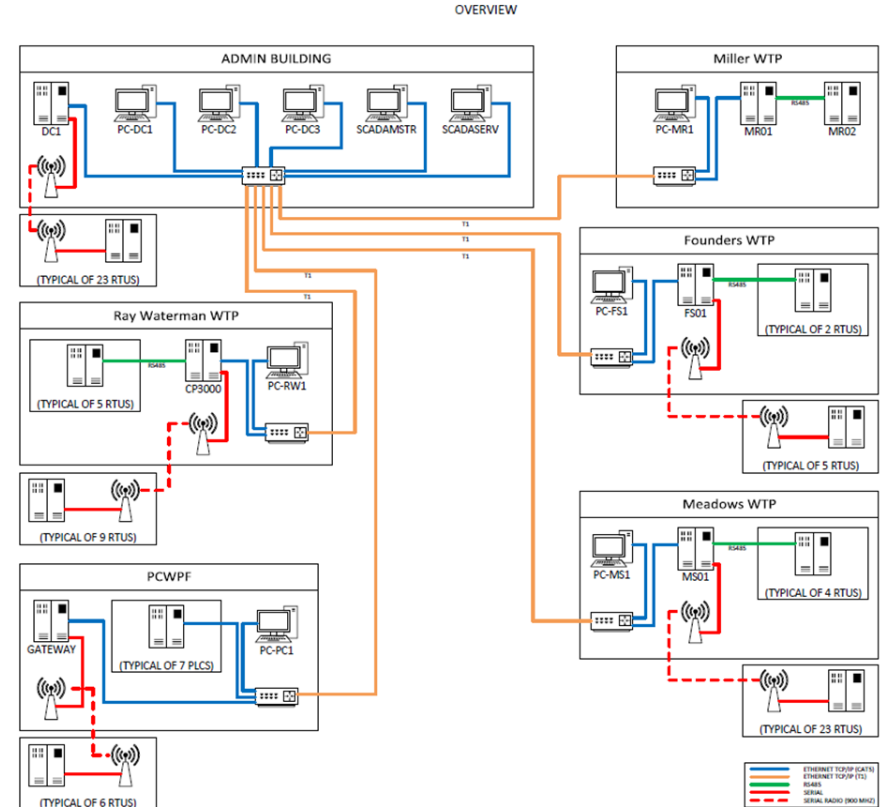 OVERVIEW
ADMIN BUILDING
DC1
PC-DC1
PC-DC2
PC-DC3
SCADAMSTR
SCADASERV
(TYPICAL OF 23 RTUS)
Miller WTP
PC-MR1
MR01
RS485
MR02
T1
T1
T1
T1
T1
Founders WTP
PC-FS1
FS01
RS485
(TYPICAL OF 2 RTUS)
(TYPICAL OF 5 RTUS)
Ray Waterman WTP
(TYPICAL OF 5 RTUS)
RS485
CP3000
PC-RW1
(TYPICAL OF 9 RTUS)
Meadows WTP
PC-MS1
MS01
RS485
(TYPICAL OF 4 RTUS)
(TYPICAL OF 23 RTUS)
PCWPF
GATEWAY
(TYPICAL OF 7 PLCS)
PC-PC1
(TYPICAL OF 6 RTUS)
ETHERNET TCP/IP (CAT5)
ETHERNET TCP/IP (T1)
RS485
SERIAL
SERIAL RADIO (900 MHZ)